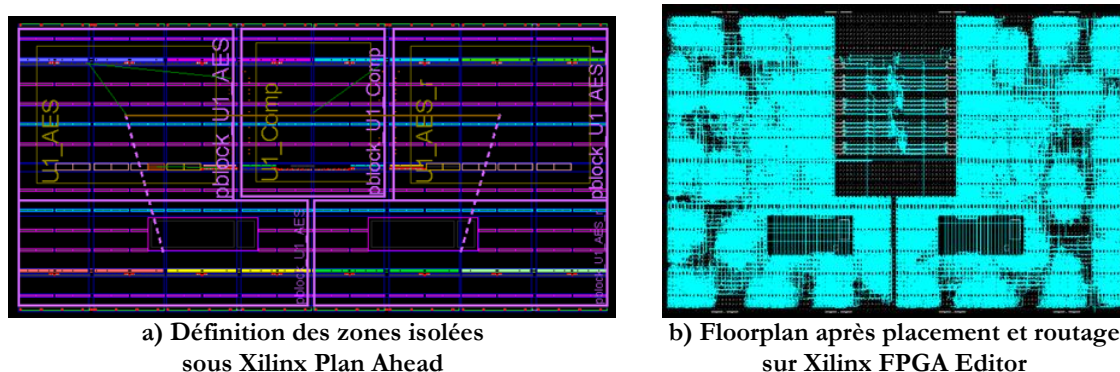 U1_AES
pblock_U1_AES
U1_Comp
pblock_U1_Comp
U1_AES_r
pblock_U1_AES_r
pblock_U1_AES
pblock_U1_AES_r
a) Définition des zones isolées
sous Xilinx Plan Ahead
b) Floorplan après placement et routage
sur Xilinx FPGA Editor